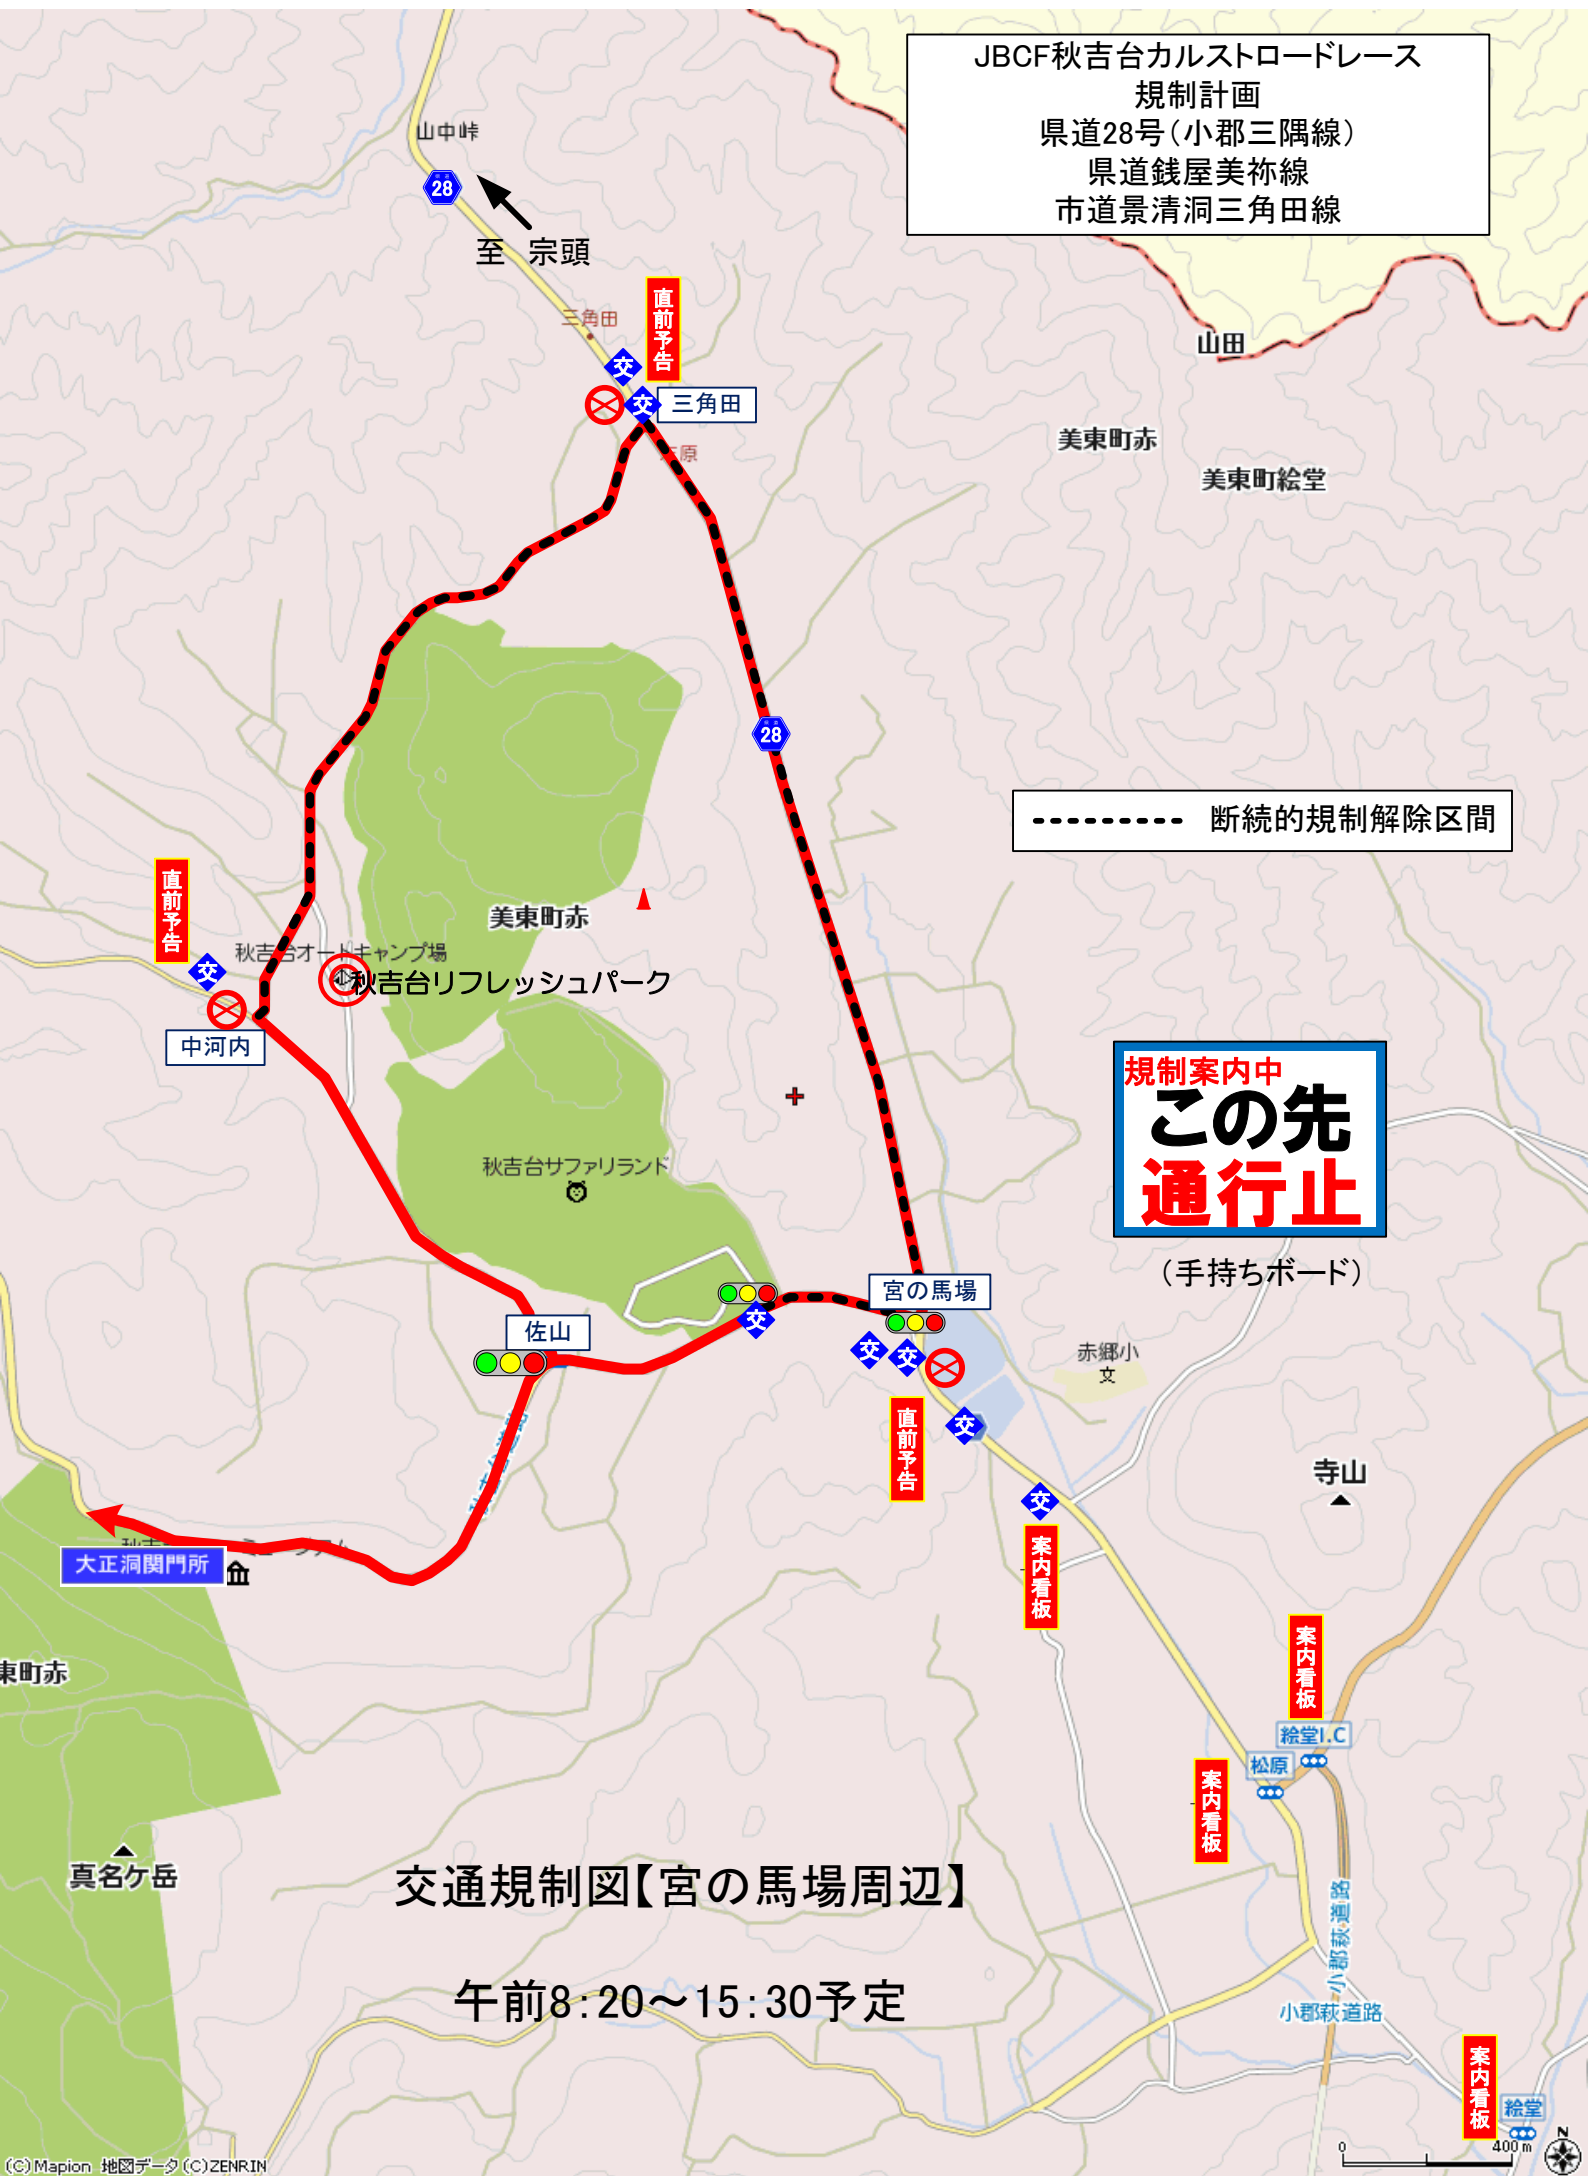 JBCF秋吉台カルストロードレース
規制計画
県道28号(小郡三隅線)
県道銭屋美祢線
市道景清洞三角田線
山中峠
28
至 宗頭
三角田
直前予告
交
交
三角田
山田
美東町赤
美東町絵堂
28
断続的規制解除区間
直前予告
交
美東町赤
秋吉台オートキャンプ場
秋吉台リフレッシュパーク
中河内
規制案内中
この先
通行止
(手持ちボード)
秋吉台サファリランド
宮の馬場
交
佐山
交
交
赤郷小
文
直前予告
交
寺山
交
大正洞関門所
案内看板
案内看板
東町赤
絵堂I.C
松原
案内看板
真名ケ岳
交通規制図【宮の馬場周辺】
小郡萩道路
午前8:20~15:30予定
小郡萩道路
案内看板
絵堂
0
400m
N
(C)Mapion 地図データ(C)ZENRIN